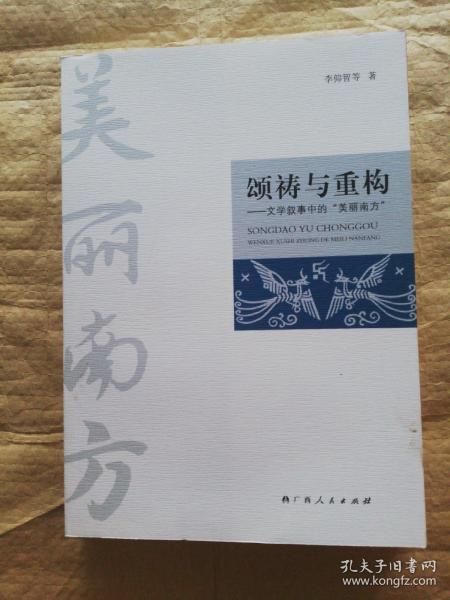 美丽南方
李仰智等 著
颂祷与重构
——文学叙事中的“美丽南方”
SONGDAO YU CHONGGOU
WENXUE XUSHI ZHONG DE MEILI NANFANG
广西人民出版社
孔夫子旧书网
www.kongfz.com